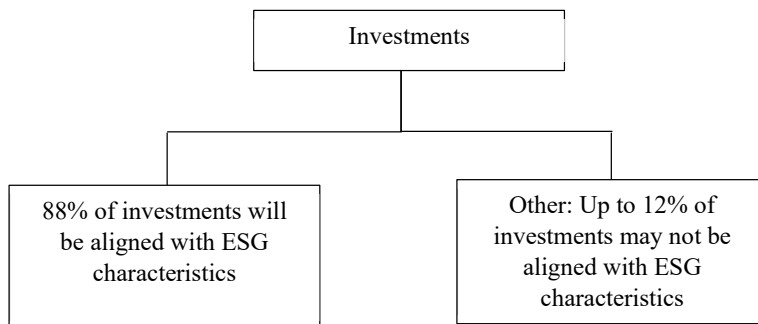 Investments
88% of investments will
be aligned with ESG
characteristics
Other: Up to 12% of
investments may not be
aligned with ESG
characteristics